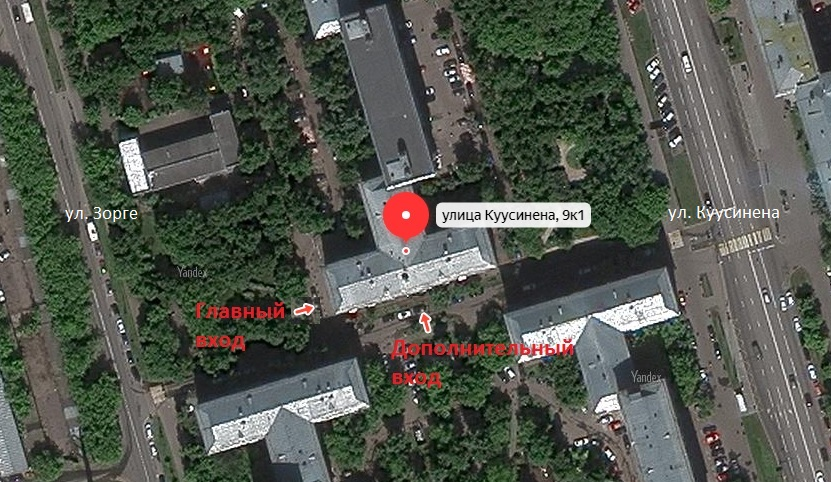 ул. Зорге
улица Куусинена, 9к1
ул. Куусинена
Yandex
Главный
вход
Дополнительный
вход
Yandex